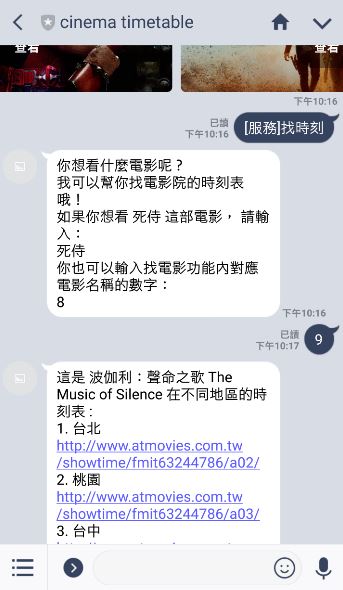 cinema timetable
查看
查看
下午10:16
已讀
下午10:16
[服務]找時刻
你想看什麼電影呢？
我可以幫你找電影院的時刻表
哦！
如果你想看 死侍 這部電影， 請輸
入：
死侍
你也可以輸入找電影功能內對應
電影名稱的數字：
8
下午10:16
已讀
下午10:17
9
這是 波伽利：聲命之歌 The
Music of Silence 在不同地區的時
刻表 :
1. 台北
http://www.atmovies.com.tw
/showtime/fmit63244786/a02/
2. 桃園
http://www.atmovies.com.tw
/showtime/fmit63244786/a03/
3. 台中